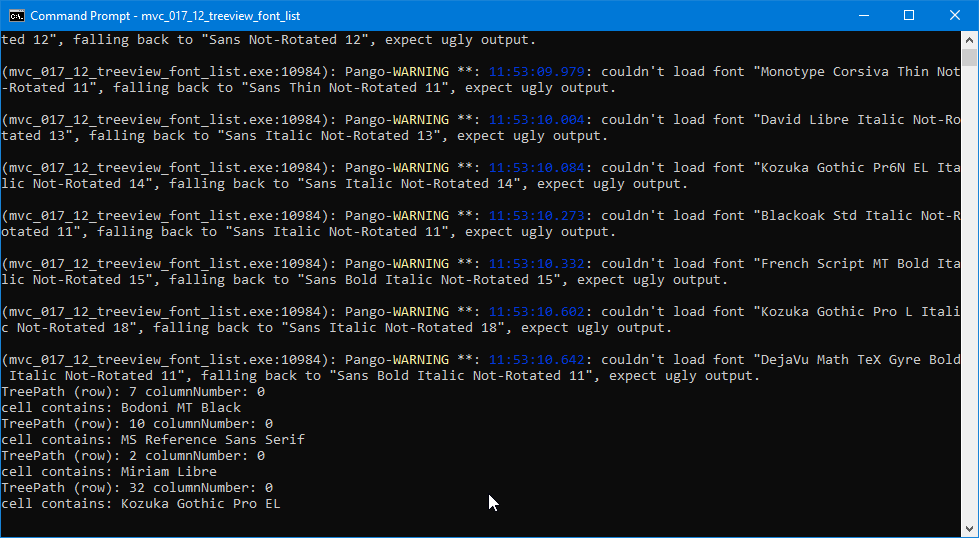 Command Prompt - mvc_017_12_treeview_font_list
ted 12", falling back to "Sans Not-Rotated 12", expect ugly output.
(mvc_017_12_treeview_font_list.exe:10984): Pango-WARNING **: 11:53:09.979: couldn't load font "Monotype Corsiva Thin Not
-Rotated 11", falling back to "Sans Thin Not-Rotated 11", expect ugly output.
(mvc_017_12_treeview_font_list.exe:10984): Pango-WARNING **: 11:53:10.004: couldn't load font "David Libre Italic Not-Ro
tated 13", falling back to "Sans Italic Not-Rotated 13", expect ugly output.
(mvc_017_12_treeview_font_list.exe:10984): Pango-WARNING **: 11:53:10.084: couldn't load font "Kozuka Gothic Pr6N EL Ita
lic Not-Rotated 14", falling back to "Sans Italic Not-Rotated 14", expect ugly output.
(mvc_017_12_treeview_font_list.exe:10984): Pango-WARNING **: 11:53:10.273: couldn't load font "Blackoak Std Italic Not-R
otated 11", falling back to "Sans Italic Not-Rotated 11", expect ugly output.
(mvc_017_12_treeview_font_list.exe:10984): Pango-WARNING **: 11:53:10.332: couldn't load font "French Script MT Bold Ita
lic Not-Rotated 15", falling back to "Sans Bold Italic Not-Rotated 15", expect ugly output.
(mvc_017_12_treeview_font_list.exe:10984): Pango-WARNING **: 11:53:10.602: couldn't load font "Kozuka Gothic Pro L Itali
c Not-Rotated 18", falling back to "Sans Italic Not-Rotated 18", expect ugly output.
(mvc_017_12_treeview_font_list.exe:10984): Pango-WARNING **: 11:53:10.642: couldn't load font "DejaVu Math TeX Gyre Bold
 Italic Not-Rotated 11", falling back to "Sans Bold Italic Not-Rotated 11", expect ugly output.
TreePath (row): 7 columnNumber: 0
cell contains: Bodoni MT Black
TreePath (row): 10 columnNumber: 0
cell contains: MS Reference Sans Serif
TreePath (row): 2 columnNumber: 0
cell contains: Miriam Libre
TreePath (row): 32 columnNumber: 0
cell contains: Kozuka Gothic Pro EL